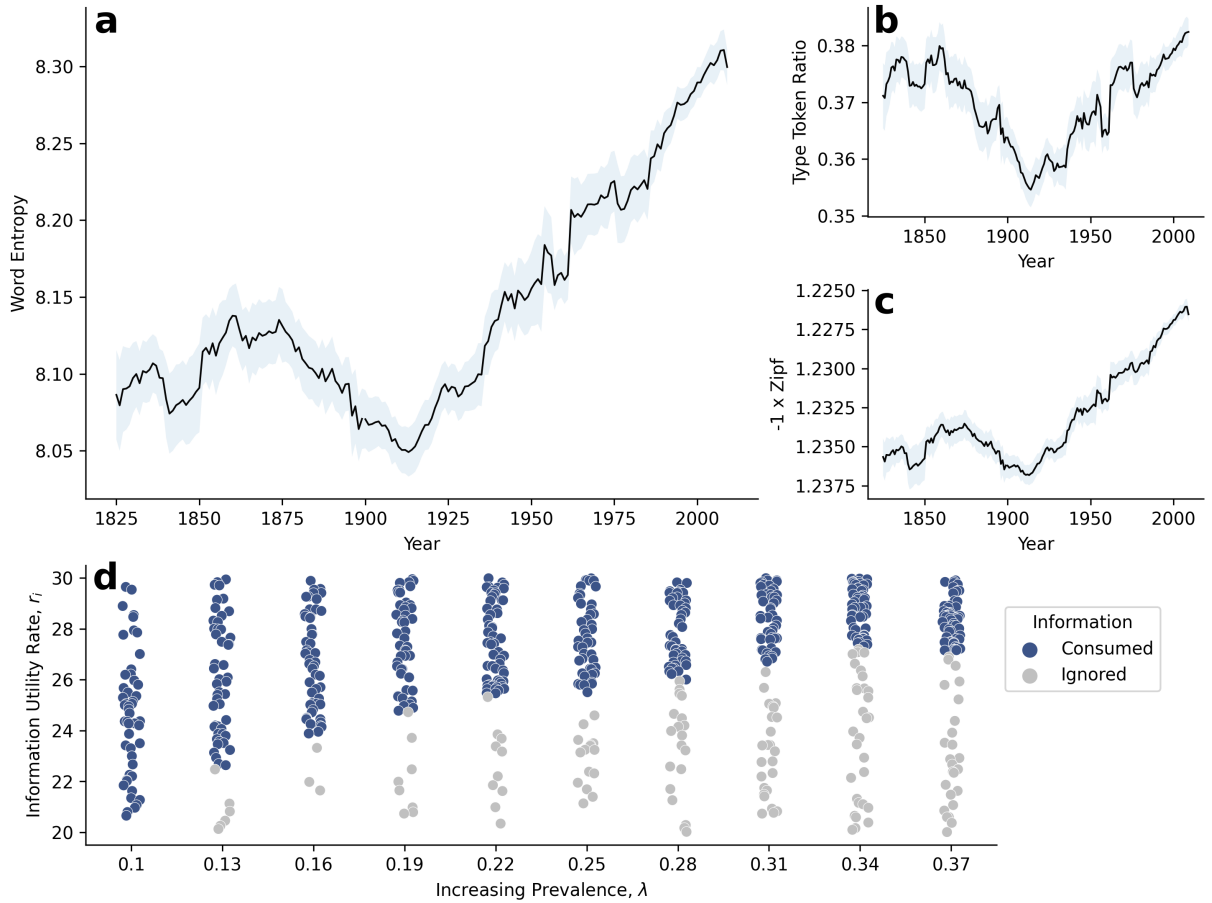 a
8.30
8.25
8.20
8.15
8.10
8.05
Word Entropy
1825 1850 1875 1900 1925 1950 1975 2000
Year
b
0.38
0.37
0.36
0.35
Type Token Ratio
1850 1900 1950 2000
Year
c
1.2250
1.2275
1.2300
1.2325
1.2350
1.2375
-1 x Zipf
1850 1900 1950 2000
Year
d
30
28
26
24
22
20
Information Utility Rate, rᵢ
0.1 0.13 0.16 0.19 0.22 0.25 0.28 0.31 0.34 0.37
Increasing Prevalence, λ
Information
Consumed
Ignored